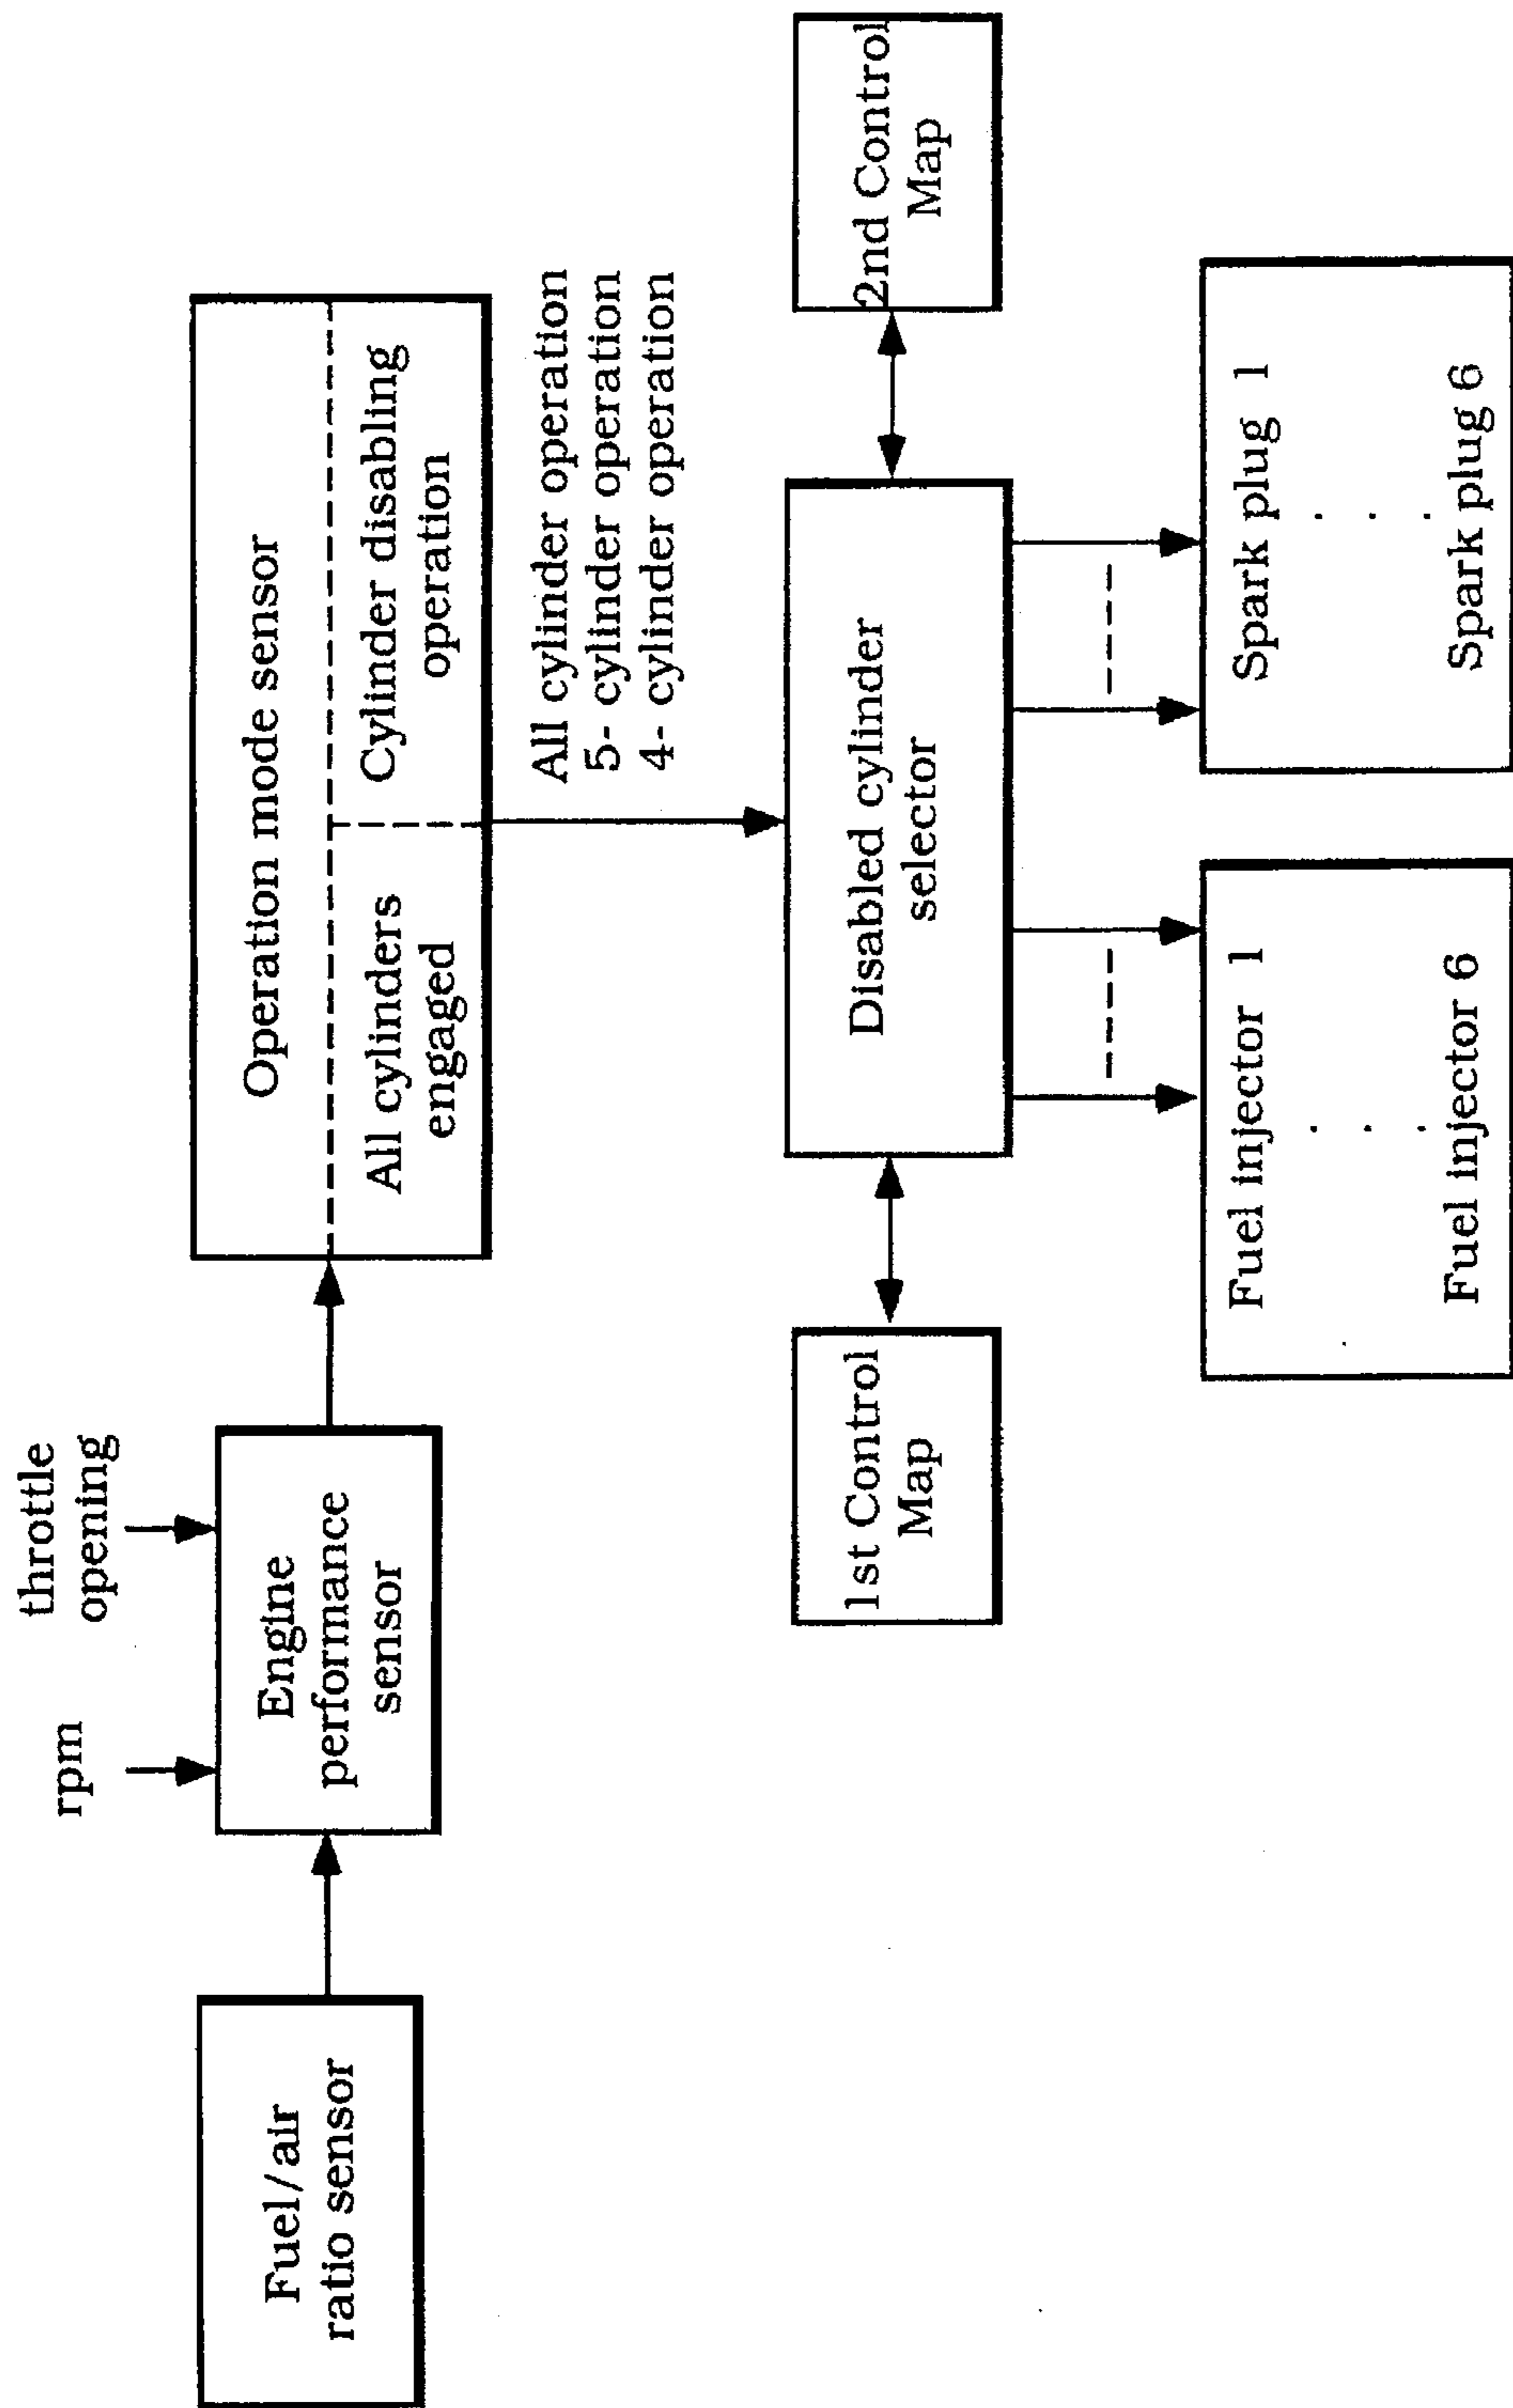 rpm
throttle
opening
Fuel/air
ratio sensor
Engine
performance
sensor
Operation mode sensor
All cylinders
engaged
Cylinder disabling
operation
All cylinder operation
5- cylinder operation
4- cylinder operation
1st Control
Map
Disabled cylinder
selector
2nd Control
Map
Fuel injector 1
. . .
Fuel injector 6
Spark plug 1
. . .
Spark plug 6